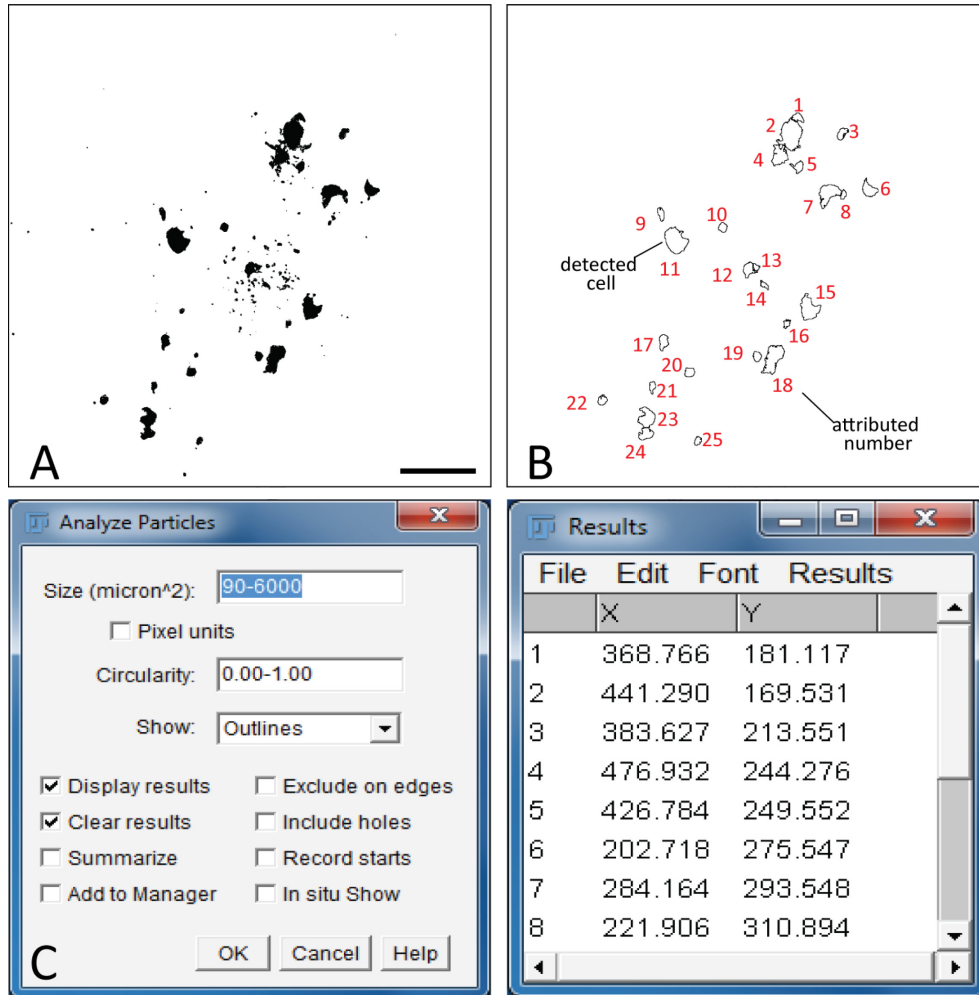 A
1
2
3
4
5
6
7
8
9
10
detected
cell
11
13
12
14
15
16
17
19
20
18
21
22
23
attributed
number
24
25
B
Analyze Particles
Size (micron^2): 90-6000
Pixel units
Circularity: 0.00-1.00
Show: Outlines
Display results Exclude on edges
Clear results Include holes
Summarize Record starts
Add to Manager In situ Show
OK Cancel Help
C
Results
File Edit Font Results
X Y
1 368.766 181.117
2 441.290 169.531
3 383.627 213.551
4 476.932 244.276
5 426.784 249.552
6 202.718 275.547
7 284.164 293.548
8 221.906 310.894